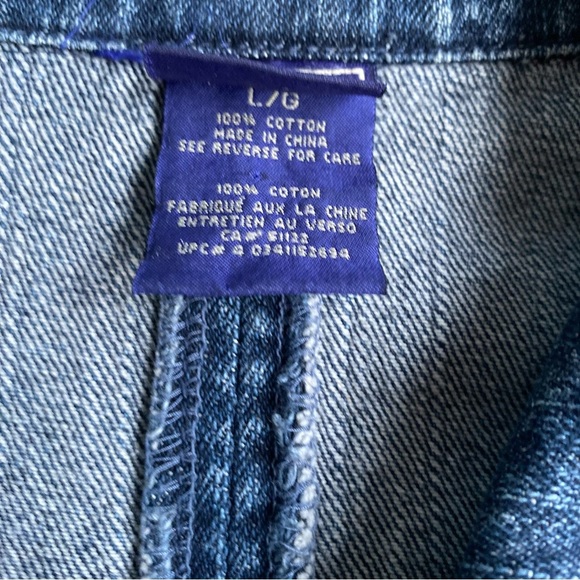 L/G
100% COTTON
MADE IN CHINA
SEE REVERSE FOR CARE
100% COTON
FABRIQUÉ AUX LA CHINE
ENTRETIEN AU VERSO
CA# 51123
UPC# 4 0341152694